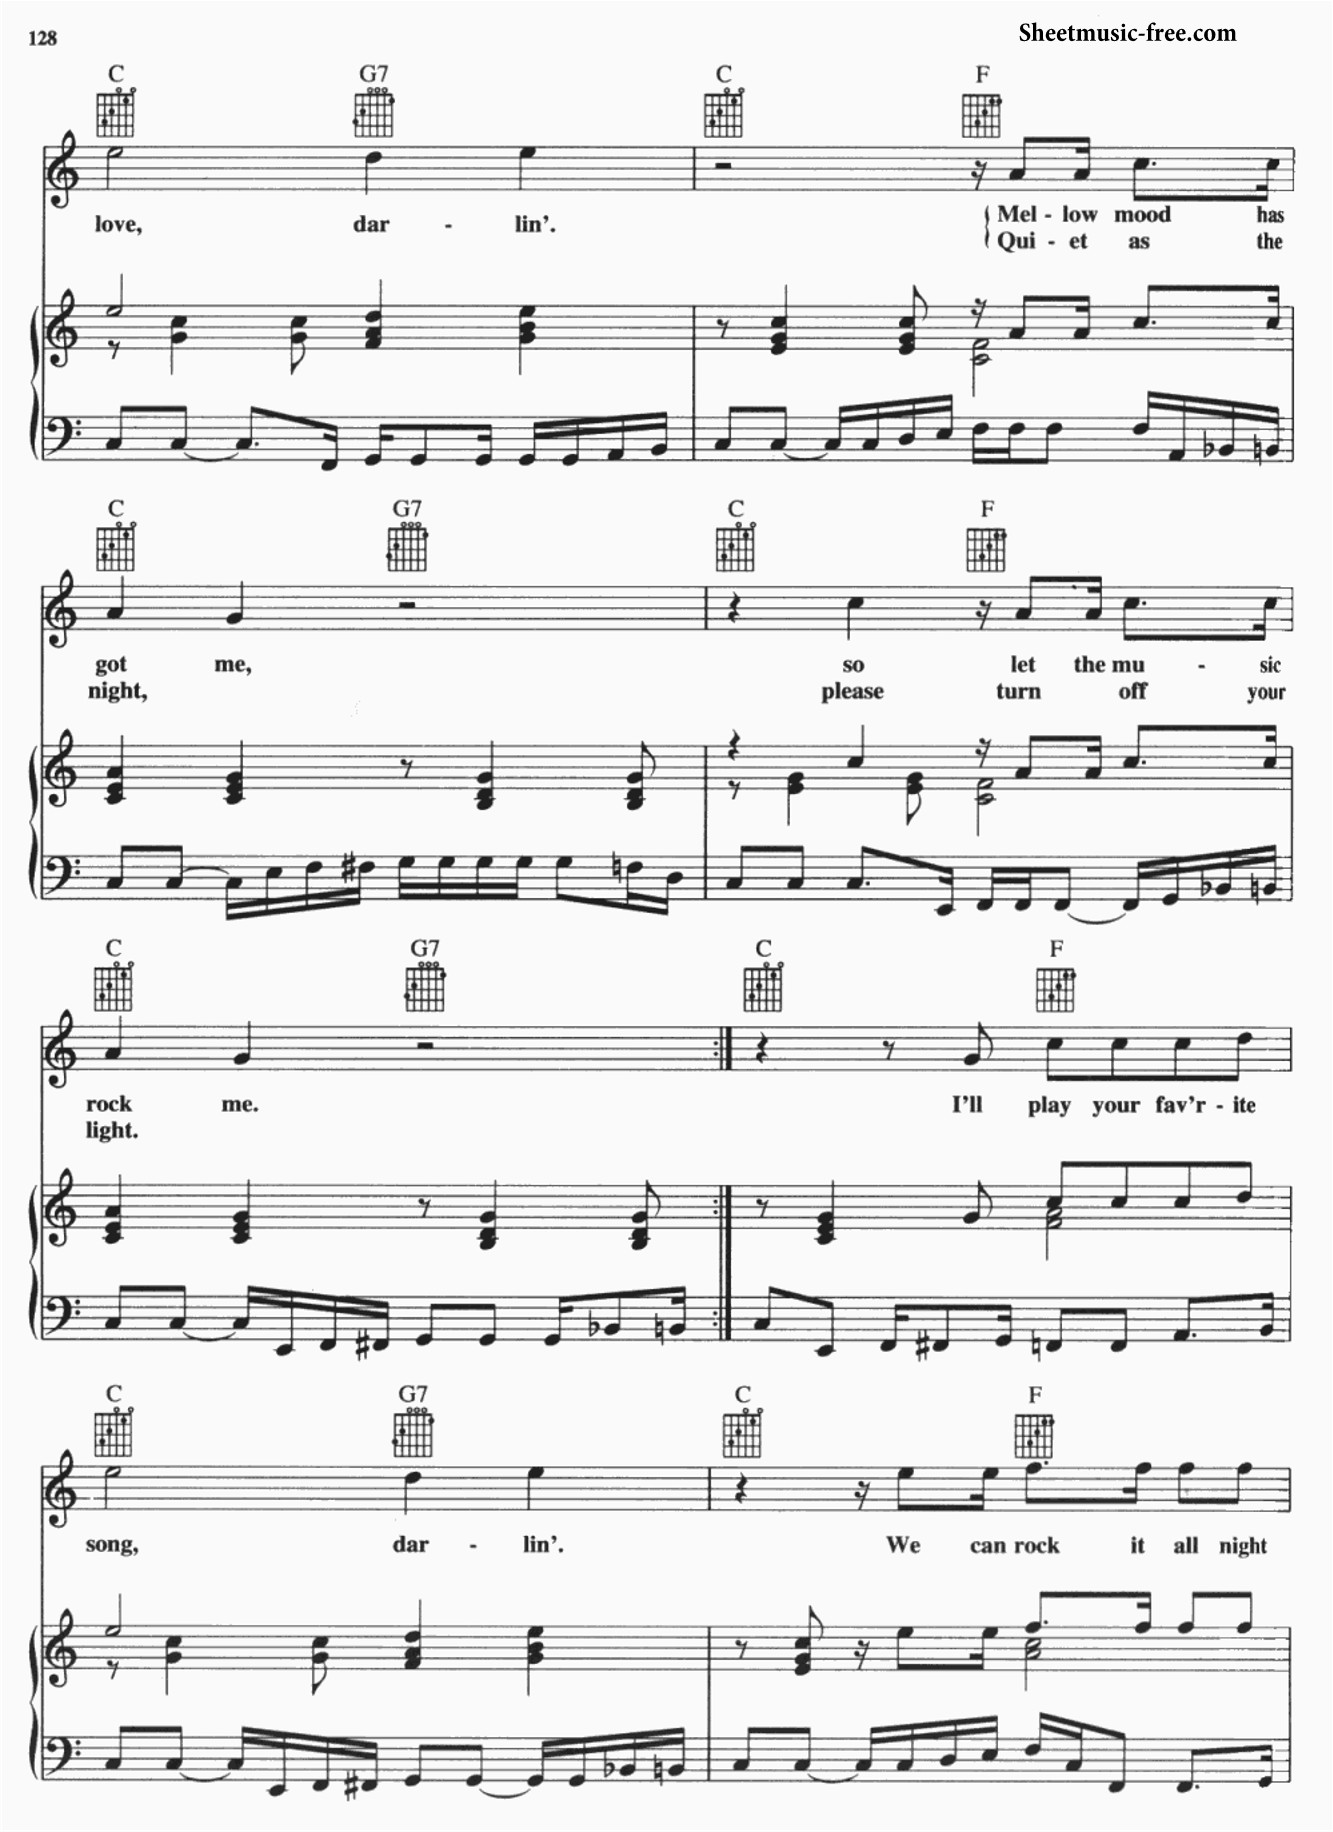 128
Sheetmusic-free.com
C G7 C F
love, dar - lin'. Mel - low mood has
Qui - et as the
C G7 C F
got me, so let the mu - sic
night, please turn off your
C G7 C F
rock me. I'll play your fav'r - ite
light.
C G7 C F
song, dar - lin'. We can rock it all night